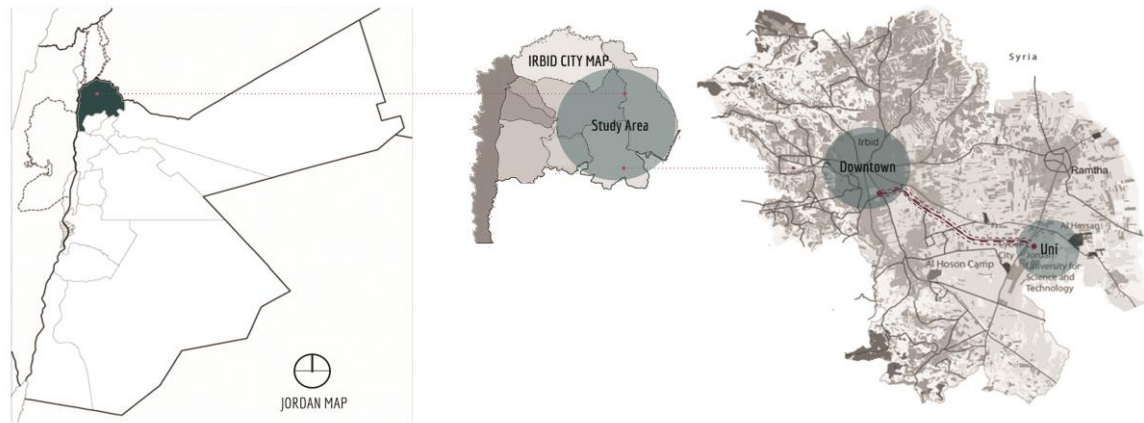 JORDAN MAP
IRBID CITY MAP
Study Area
Syria
Irbid
Downtown
Ramtha
Al Hassan
Uni
City
Al Hoson Camp
Jordan
University for
Science and
Technology